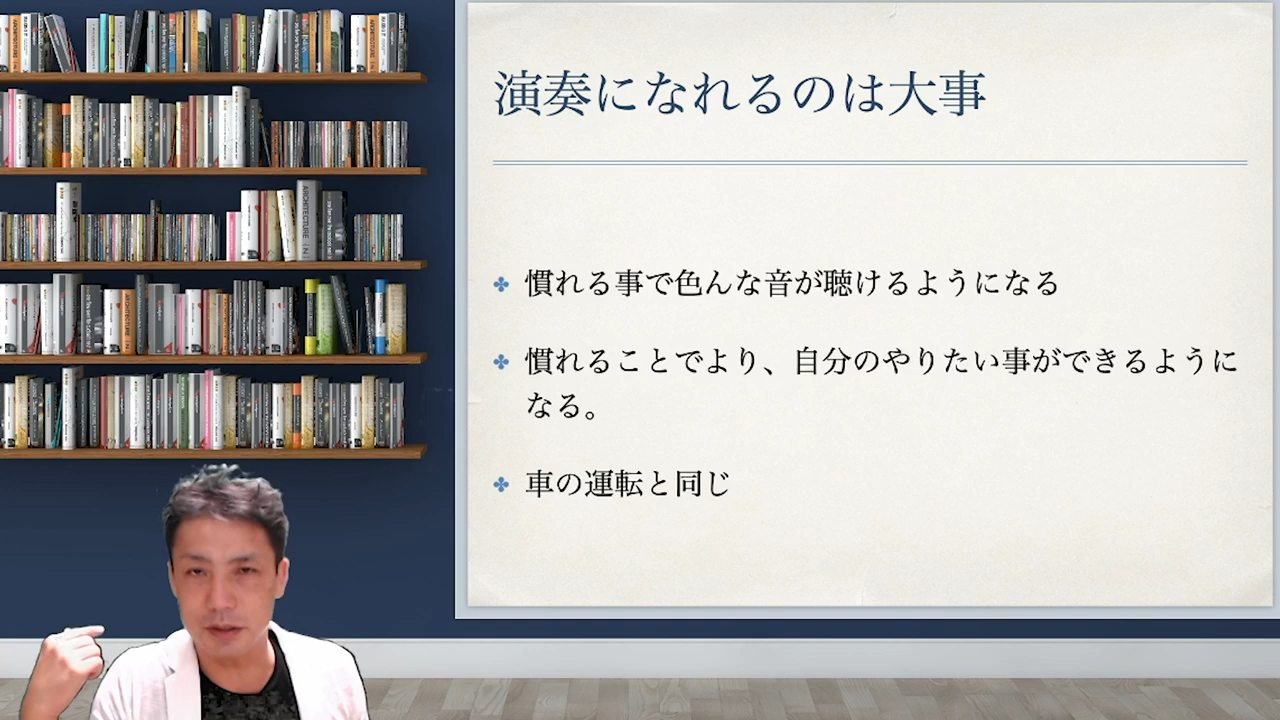 演奏になれるのは大事
慣れる事で色んな音が聴けるようになる
慣れることでより、自分のやりたい事ができるように
なる。
車の運転と同じ